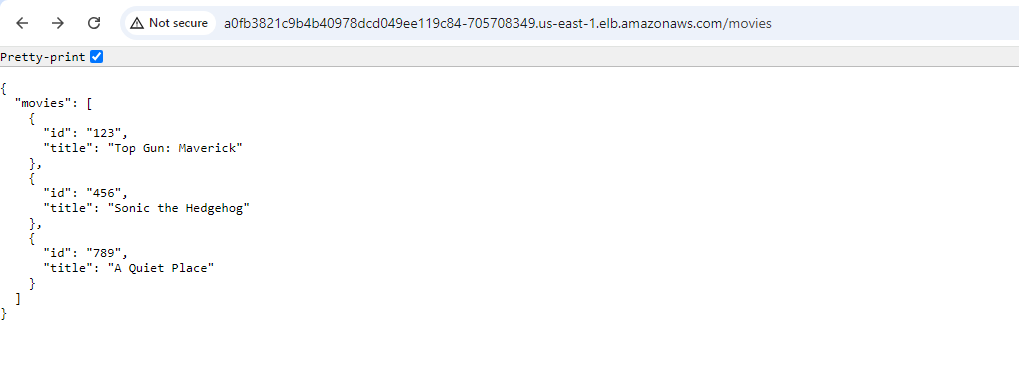 Not secure a0fb3821c9b4b40978dcd049ee119c84-705708349.us-east-1.elb.amazonaws.com/movies
Pretty-print
{
  "movies": [
    {
      "id": "123",
      "title": "Top Gun: Maverick"
    },
    {
      "id": "456",
      "title": "Sonic the Hedgehog"
    },
    {
      "id": "789",
      "title": "A Quiet Place"
    }
  ]
}